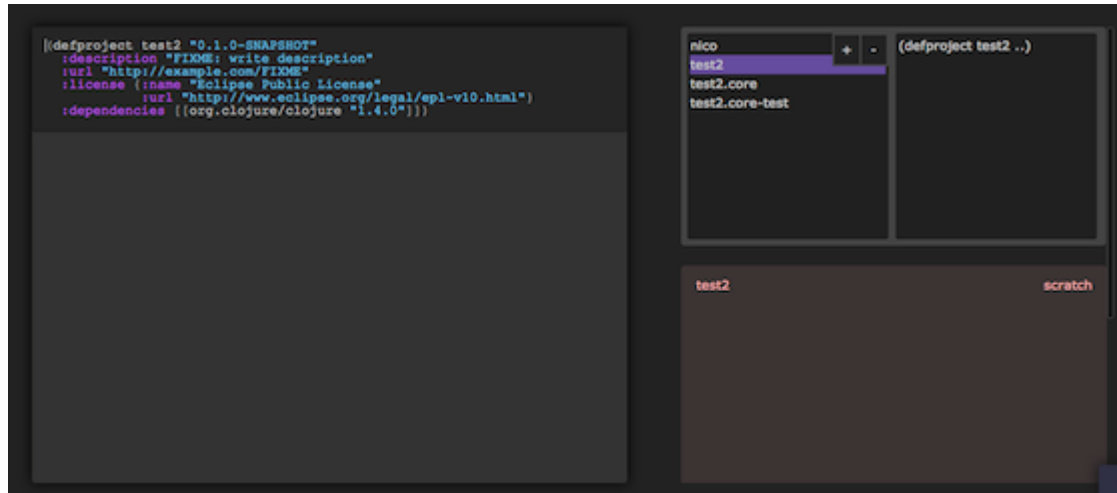 (defproject test2 "0.1.0-SNAPSHOT"
:description "FIXME: write description"
:url "http://example.com/FIXME"
:license {:name "Eclipse Public License"
:url "http://www.eclipse.org/legal/epl-v10.html"}
:dependencies [[org.clojure/clojure "1.4.0"]])
nico
+ -
test2
test2.core
test2.core-test
(defproject test2 ..)
test2
scratch